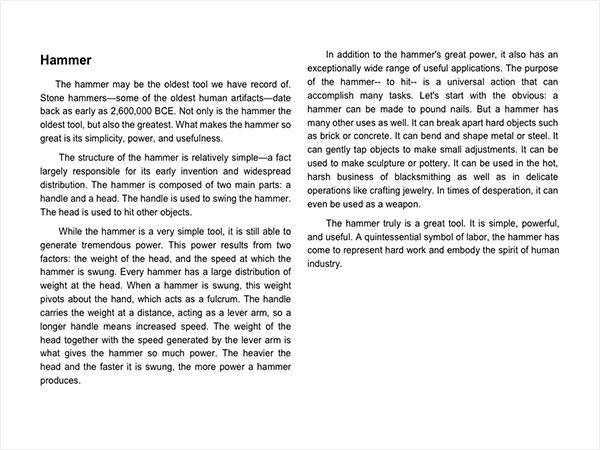 Hammer
The hammer may be the oldest tool we have record of.
Stone hammers—some of the oldest human artifacts—date
back as early as 2,600,000 BCE. Not only is the hammer the
oldest tool, but also the greatest. What makes the hammer so
great is its simplicity, power, and usefulness.
The structure of the hammer is relatively simple—a fact
largely responsible for its early invention and widespread
distribution. The hammer is composed of two main parts: a
handle and a head. The handle is used to swing the hammer.
The head is used to hit other objects.
While the hammer is a very simple tool, it is still able to
generate tremendous power. This power results from two
factors: the weight of the head, and the speed at which the
hammer is swung. Every hammer has a large distribution of
weight at the head. When a hammer is swung, this weight
pivots about the hand, which acts as a fulcrum. The handle
carries the weight at a distance, acting as a lever arm, so a
longer handle means increased speed. The weight of the
head together with the speed generated by the lever arm is
what gives the hammer so much power. The heavier the
head and the faster it is swung, the more power a hammer
produces.
In addition to the hammer's great power, it also has an
exceptionally wide range of useful applications. The purpose
of the hammer-- to hit-- is a universal action that can
accomplish many tasks. Let's start with the obvious: a
hammer can be made to pound nails. But a hammer has
many other uses as well. It can break apart hard objects such
as brick or concrete. It can bend and shape metal or steel. It
can gently tap objects to make small adjustments. It can be
used to make sculpture or pottery. It can be used in the hot,
harsh business of blacksmithing as well as in delicate
operations like crafting jewelry. In times of desperation, it can
even be used as a weapon.
The hammer truly is a great tool. It is simple, powerful,
and useful. A quintessential symbol of labor, the hammer has
come to represent hard work and embody the spirit of human
industry.